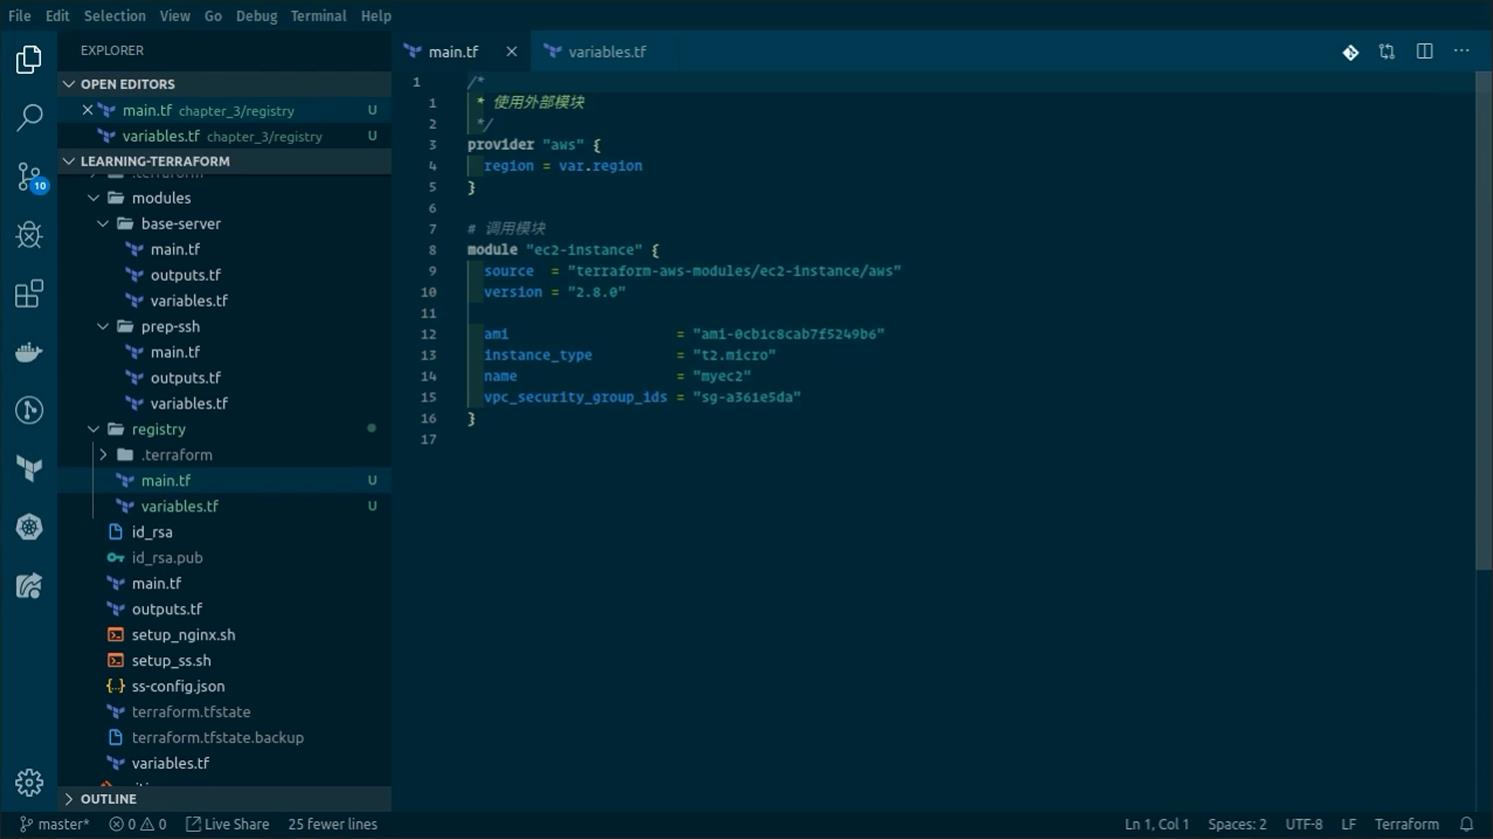 File Edit Selection View Go Debug Terminal Help
EXPLORER
OPEN EDITORS
main.tf chapter_3/registry U
variables.tf chapter_3/registry U
LEARNING-TERRAFORM
.terraform
modules
base-server
main.tf
outputs.tf
variables.tf
prep-ssh
main.tf
outputs.tf
variables.tf
registry
.terraform
main.tf U
variables.tf U
id_rsa
id_rsa.pub
main.tf
outputs.tf
setup_nginx.sh
setup_ss.sh
ss-config.json
terraform.tfstate
terraform.tfstate.backup
variables.tf
OUTLINE
10
main.tf variables.tf
1 /*
1 * 使用外部模块
2 */
3 provider "aws" {
4 region = var.region
5 }
6
7 # 调用模块
8 module "ec2-instance" {
9 source = "terraform-aws-modules/ec2-instance/aws"
10 version = "2.8.0"
11
12 ami = "ami-0cb1c8cab7f5249b6"
13 instance_type = "t2.micro"
14 name = "myec2"
15 vpc_security_group_ids = "sg-a361e5da"
16 }
17
master* 0 0 Live Share 25 fewer lines Ln 1, Col 1 Spaces: 2 UTF-8 LF Terraform